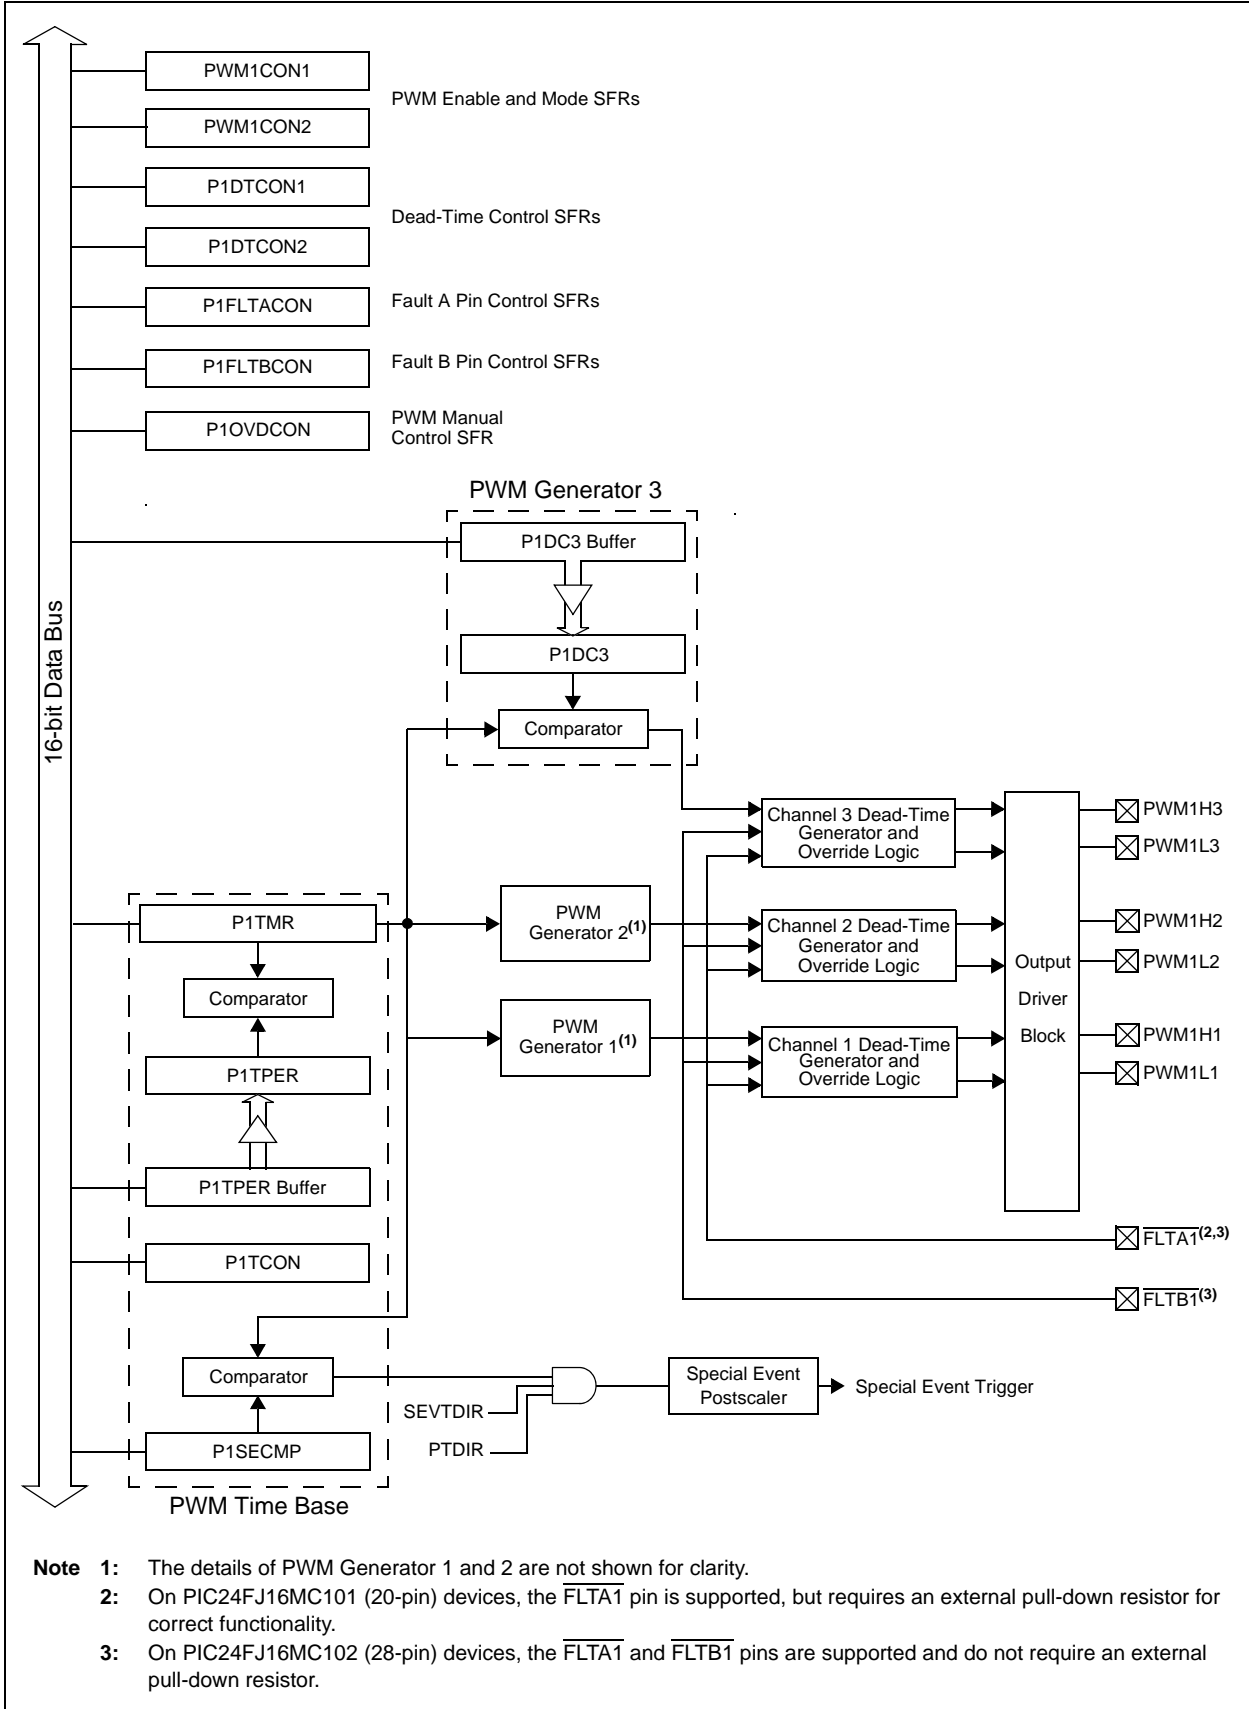 PWM1CON1
PWM Enable and Mode SFRs
PWM1CON2
P1DTCON1
Dead-Time Control SFRs
P1DTCON2
P1FLTACON
Fault A Pin Control SFRs
P1FLTBCON
Fault B Pin Control SFRs
P1OVDCON
PWM Manual
Control SFR
PWM Generator 3
P1DC3 Buffer
P1DC3
Comparator
16-bit Data Bus
Channel 3 Dead-Time
Generator and
Override Logic
PWM1H3
PWM1L3
P1TMR
PWM
Generator 2(1)
Channel 2 Dead-Time
Generator and
Override Logic
PWM1H2
PWM1L2
Output
Driver
Block
Comparator
PWM
Generator 1(1)
Channel 1 Dead-Time
Generator and
Override Logic
PWM1H1
PWM1L1
P1TPER
P1TPER Buffer
P1TCON
FLTA1(2,3)
FLTB1(3)
Comparator
SEVTDIR
PTDIR
Special Event
Postscaler
Special Event Trigger
P1SECMP
PWM Time Base
Note 1: The details of PWM Generator 1 and 2 are not shown for clarity.
2: On PIC24FJ16MC101 (20-pin) devices, the FLTA1 pin is supported, but requires an external pull-down resistor for
correct functionality.
3: On PIC24FJ16MC102 (28-pin) devices, the FLTA1 and FLTB1 pins are supported and do not require an external
pull-down resistor.